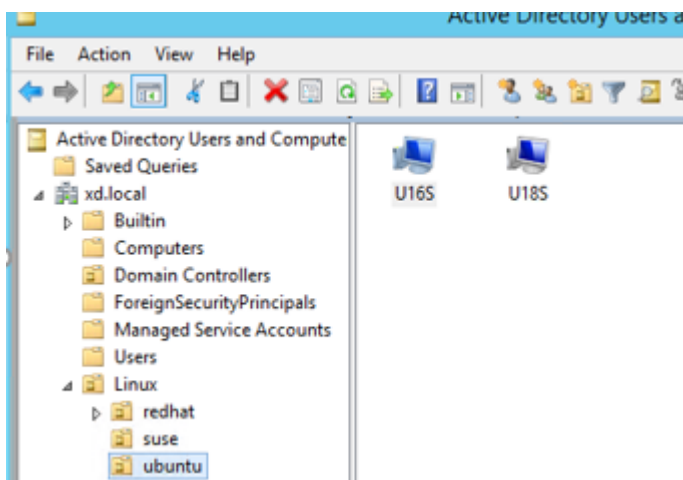 Active Directory Users a
File Action View Help
Active Directory Users and Compute
Saved Queries
xd.local
Builtin
Computers
Domain Controllers
ForeignSecurityPrincipals
Managed Service Accounts
Users
Linux
redhat
suse
ubuntu
U16S U18S